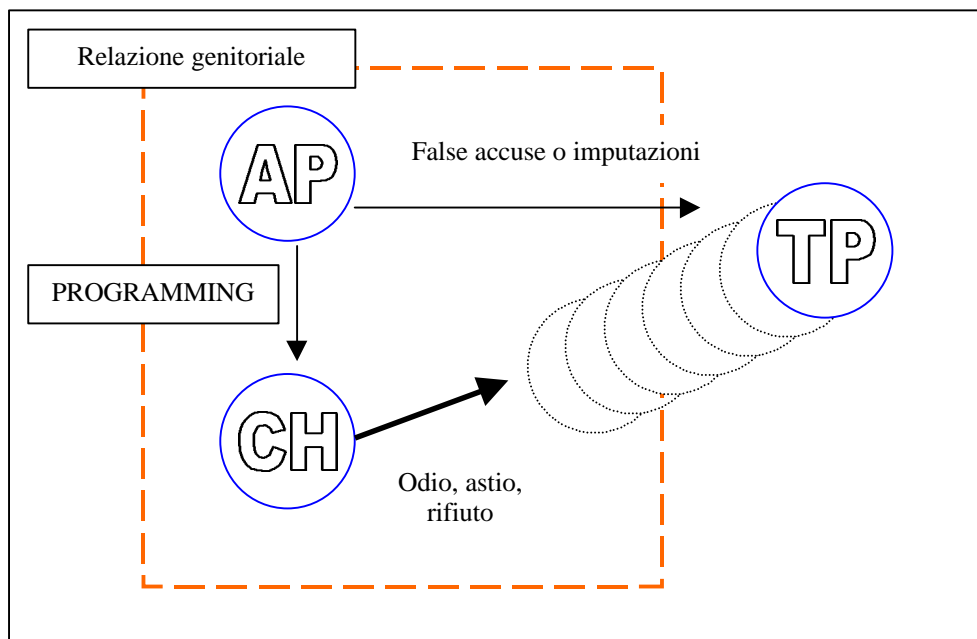 Relazione genitoriale
AP
False accuse o imputazioni
TP
PROGRAMMING
CH
Odio, astio,
rifiuto